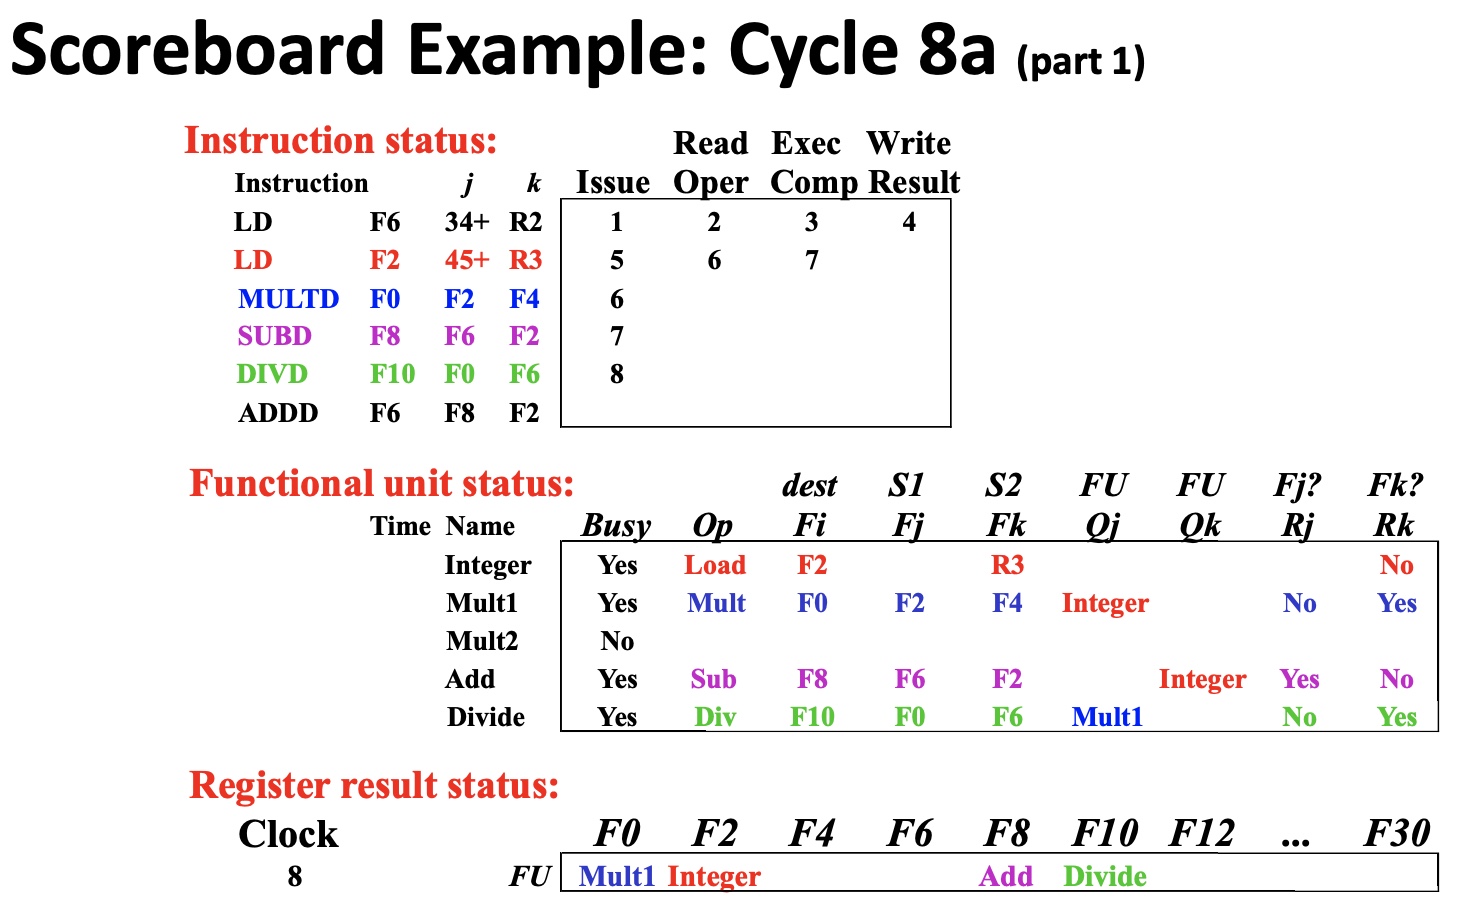 Scoreboard Example: Cycle 8a (part 1)
Instruction status: Read Exec Write
Instruction j k Issue Oper Comp Result
LD F6 34+ R2 1 2 3 4
LD F2 45+ R3 5 6 7
MULTD F0 F2 F4 6
SUBD F8 F6 F2 7
DIVD F10 F0 F6 8
ADDD F6 F8 F2
Functional unit status: dest S1 S2 FU FU Fj? Fk?
Time Name Busy Op Fi Fj Fk Qj Qk Rj Rk
Integer Yes Load F2 R3 No
Mult1 Yes Mult F0 F2 F4 Integer No Yes
Mult2 No
Add Yes Sub F8 F6 F2 Integer Yes No
Divide Yes Div F10 F0 F6 Mult1 No Yes
Register result status:
Clock F0 F2 F4 F6 F8 F10 F12 ... F30
8 FU Mult1 Integer Add Divide